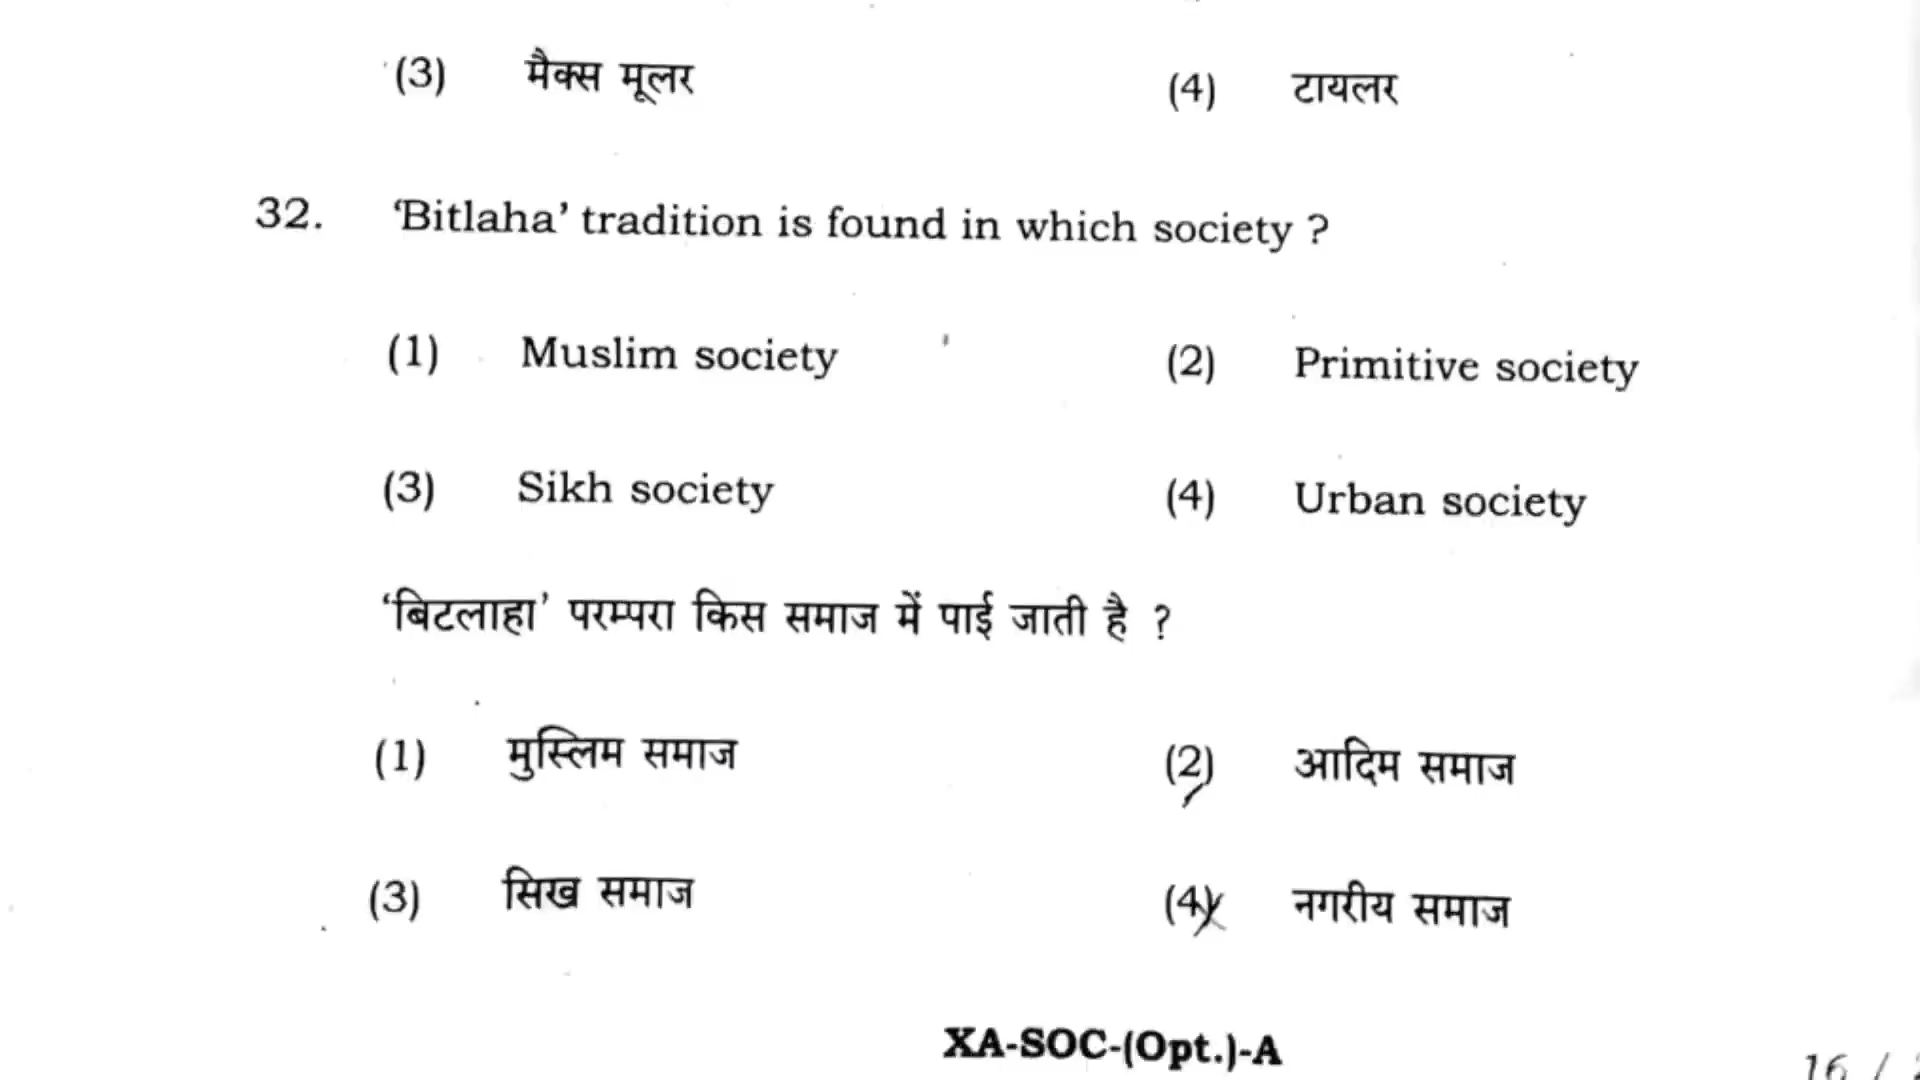 (3) मैक्स मूलर (4) टायलर
32. ‘Bitlaha’ tradition is found in which society ?
(1) Muslim society (2) Primitive society
(3) Sikh society (4) Urban society
‘बिटलाहा’ परम्परा किस समाज में पाई जाती है ?
(1) मुस्लिम समाज (2) आदिम समाज
(3) सिख समाज (4) नगरीय समाज
XA-SOC-(Opt.)-A
16 /